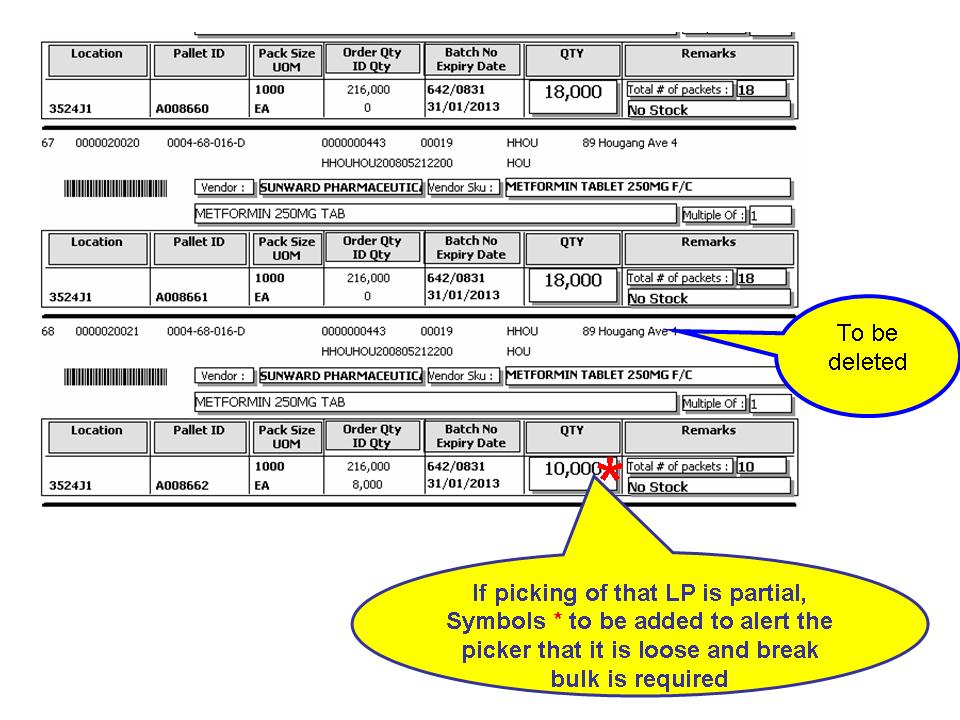 Location Pallet ID Pack Size UOM Order Qty ID Qty Batch No Expiry Date QTY Remarks
1000 216,000 642/0831 18,000 Total # of packets : 18
3524J1 A008660 EA 0 31/01/2013 No Stock
67 0000020020 0004-68-016-D 0000000443 00019 HHOU 89 Hougang Ave 4
HHOUHOU200805212200 HOU
Vendor : SUNWARD PHARMACEUTICA Vendor Sku : METFORMIN TABLET 250MG F/C
METFORMIN 250MG TAB Multiple Of : 1
Location Pallet ID Pack Size UOM Order Qty ID Qty Batch No Expiry Date QTY Remarks
1000 216,000 642/0831 18,000 Total # of packets : 18
3524J1 A008661 EA 0 31/01/2013 No Stock
68 0000020021 0004-68-016-D 0000000443 00019 HHOU 89 Hougang Ave 4
HHOUHOU200805212200 HOU
Vendor : SUNWARD PHARMACEUTICA Vendor Sku : METFORMIN TABLET 250MG F/C
METFORMIN 250MG TAB Multiple Of : 1
Location Pallet ID Pack Size UOM Order Qty ID Qty Batch No Expiry Date QTY Remarks
1000 216,000 642/0831 10,000 * Total # of packets : 10
3524J1 A008662 EA 8,000 31/01/2013 No Stock
To be
deleted
If picking of that LP is partial,
Symbols * to be added to alert the
picker that it is loose and break
bulk is required